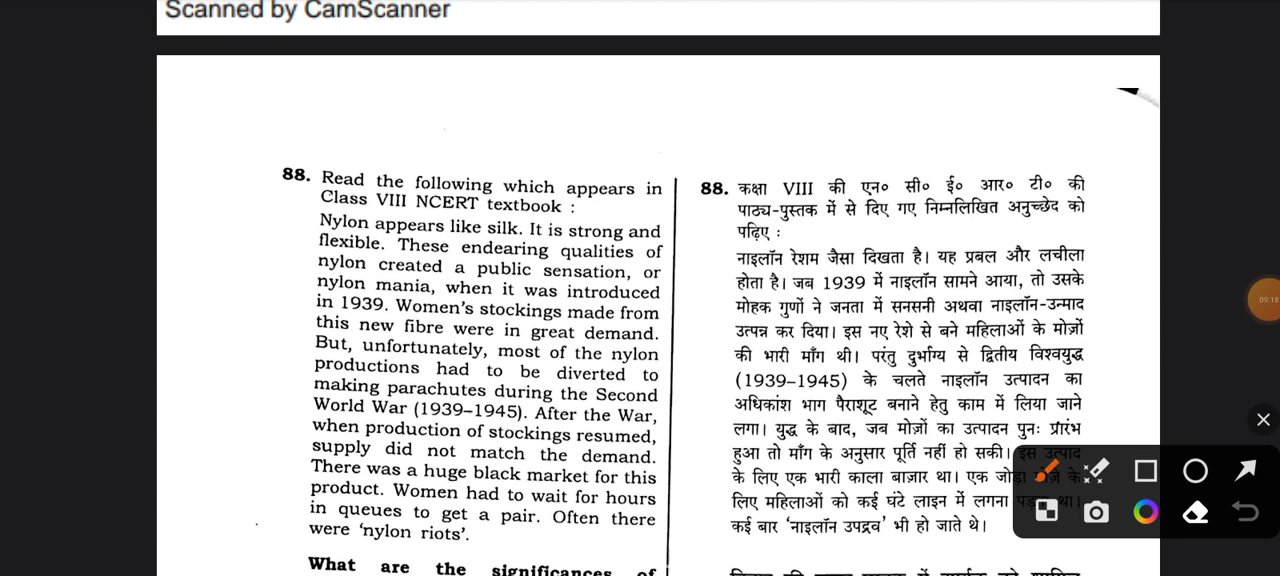 Scanned by CamScanner
88. Read the following which appears in
Class VIII NCERT textbook :
Nylon appears like silk. It is strong and
flexible. These endearing qualities of
nylon created a public sensation, or
nylon mania, when it was introduced
in 1939. Women's stockings made from
this new fibre were in great demand.
But, unfortunately, most of the nylon
productions had to be diverted to
making parachutes during the Second
World War (1939–1945). After the War,
when production of stockings resumed,
supply did not match the demand.
There was a huge black market for this
product. Women had to wait for hours
in queues to get a pair. Often there
were 'nylon riots'.
What are the significances of
88. कक्षा VIII की एन० सी० ई० आर० टी० की
पाठ्य-पुस्तक में से दिए गए निम्नलिखित अनुच्छेद को
पढ़िए :
नाइलॉन रेशम जैसा दिखता है। यह प्रबल और लचीला
होता है। जब 1939 में नाइलॉन सामने आया, तो उसके
मोहक गुणों ने जनता में सनसनी अथवा नाइलॉन-उन्माद
उत्पन्न कर दिया। इस नए रेशे से बने महिलाओं के मोज़ों
की भारी माँग थी। परंतु दुर्भाग्य से द्वितीय विश्वयुद्ध
(1939–1945) के चलते नाइलॉन उत्पादन का
अधिकांश भाग पैराशूट बनाने हेतु काम में लिया जाने
लगा। युद्ध के बाद, जब मोज़ों का उत्पादन पुनः प्रारंभ
हुआ तो माँग के अनुसार पूर्ति नहीं हो सकी। इस उत्पाद
के लिए एक भारी काला बाज़ार था। एक जोड़ा मोज़े के
लिए महिलाओं को कई घंटे लाइन में लगना पड़ता था।
कई बार 'नाइलॉन उपद्रव' भी हो जाते थे।
09:18